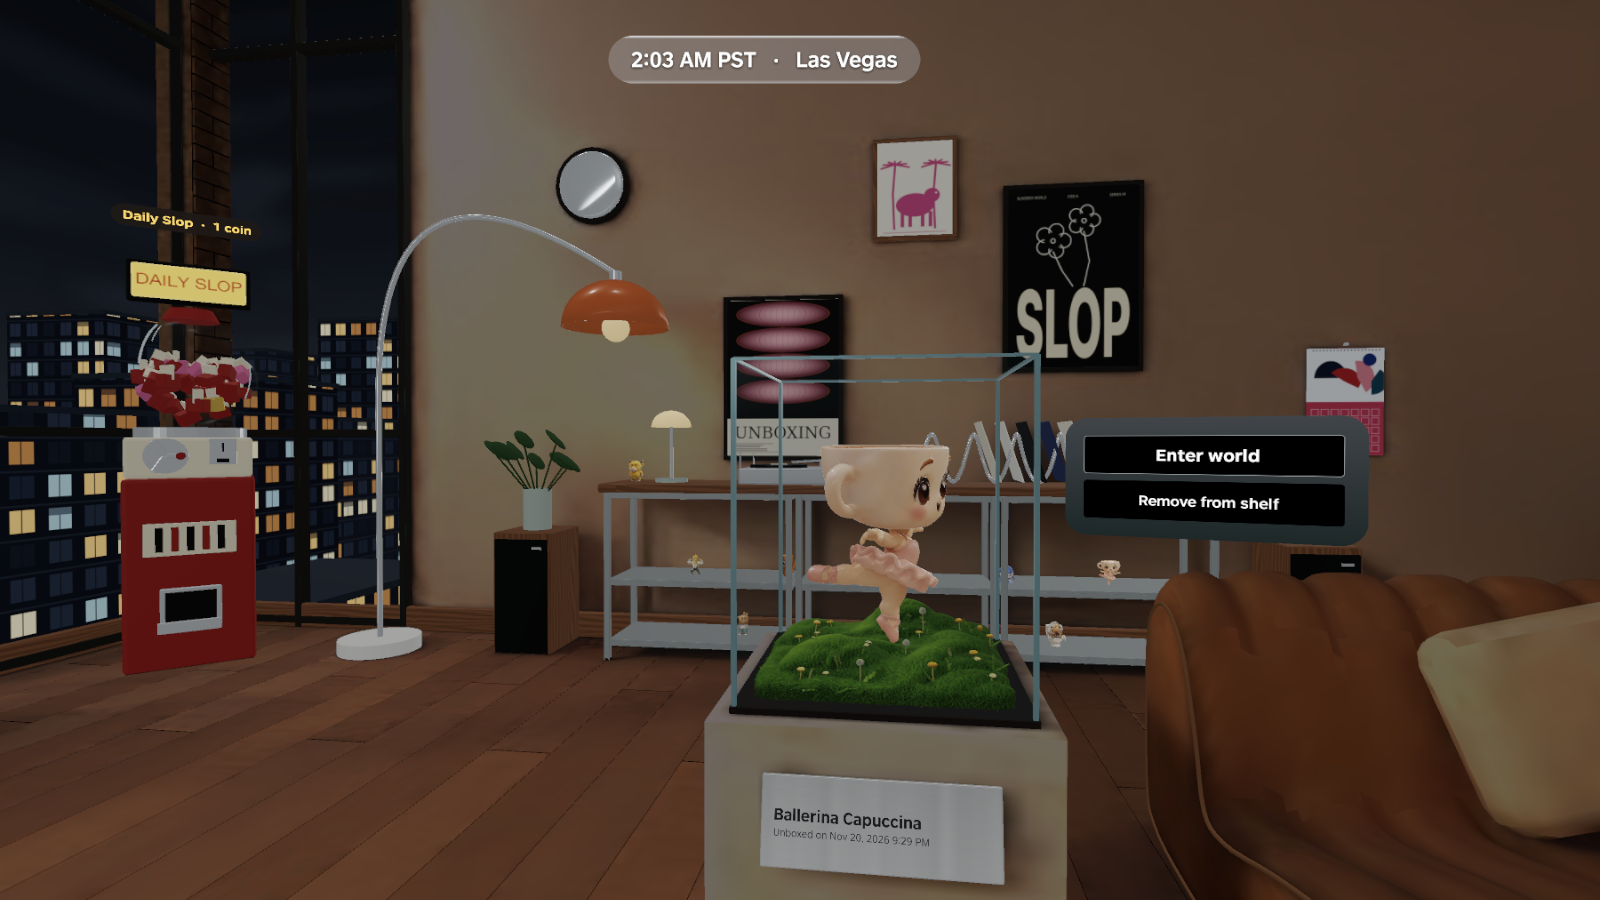 2:03 AM PST · Las Vegas
Daily Slop · 1 coin
DAILY SLOP
1
SLOP
UNBOXING
Enter world
Remove from shelf
Ballerina Capuccina
Unboxed on Nov 20, 2026 9:29 PM